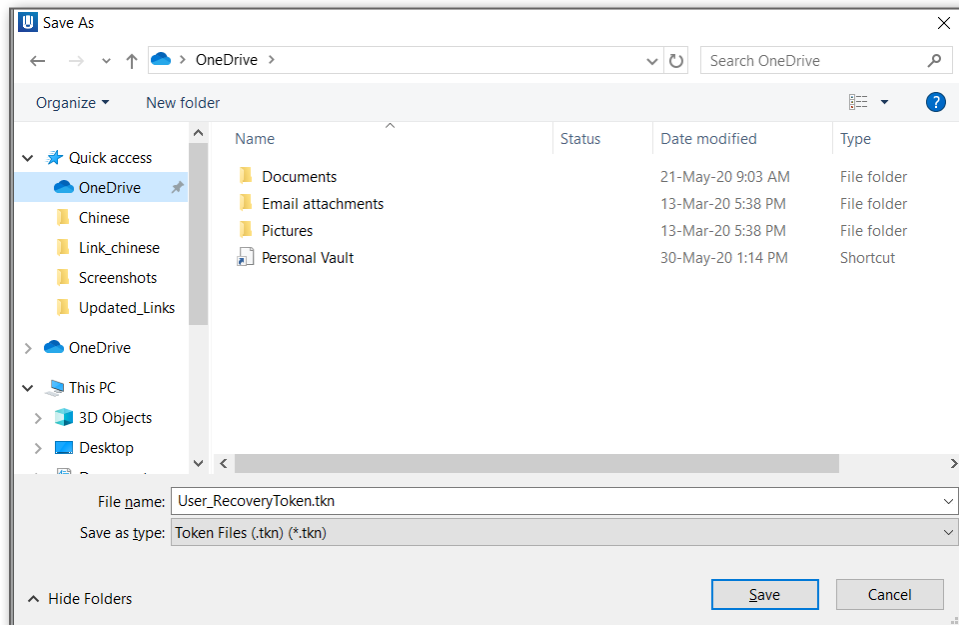 Save As
OneDrive
Search OneDrive
Organize
New folder
?
Name Status Date modified Type
Quick access
OneDrive
Chinese
Link_chinese
Screenshots
Updated_Links
OneDrive
This PC
3D Objects
Desktop
Documents 21-May-20 9:03 AM File folder
Email attachments 13-Mar-20 5:38 PM File folder
Pictures 13-Mar-20 5:38 PM File folder
Personal Vault 30-May-20 1:14 PM Shortcut
File name: User_RecoveryToken.tkn
Save as type: Token Files (.tkn) (*.tkn)
Hide Folders
Save
Cancel